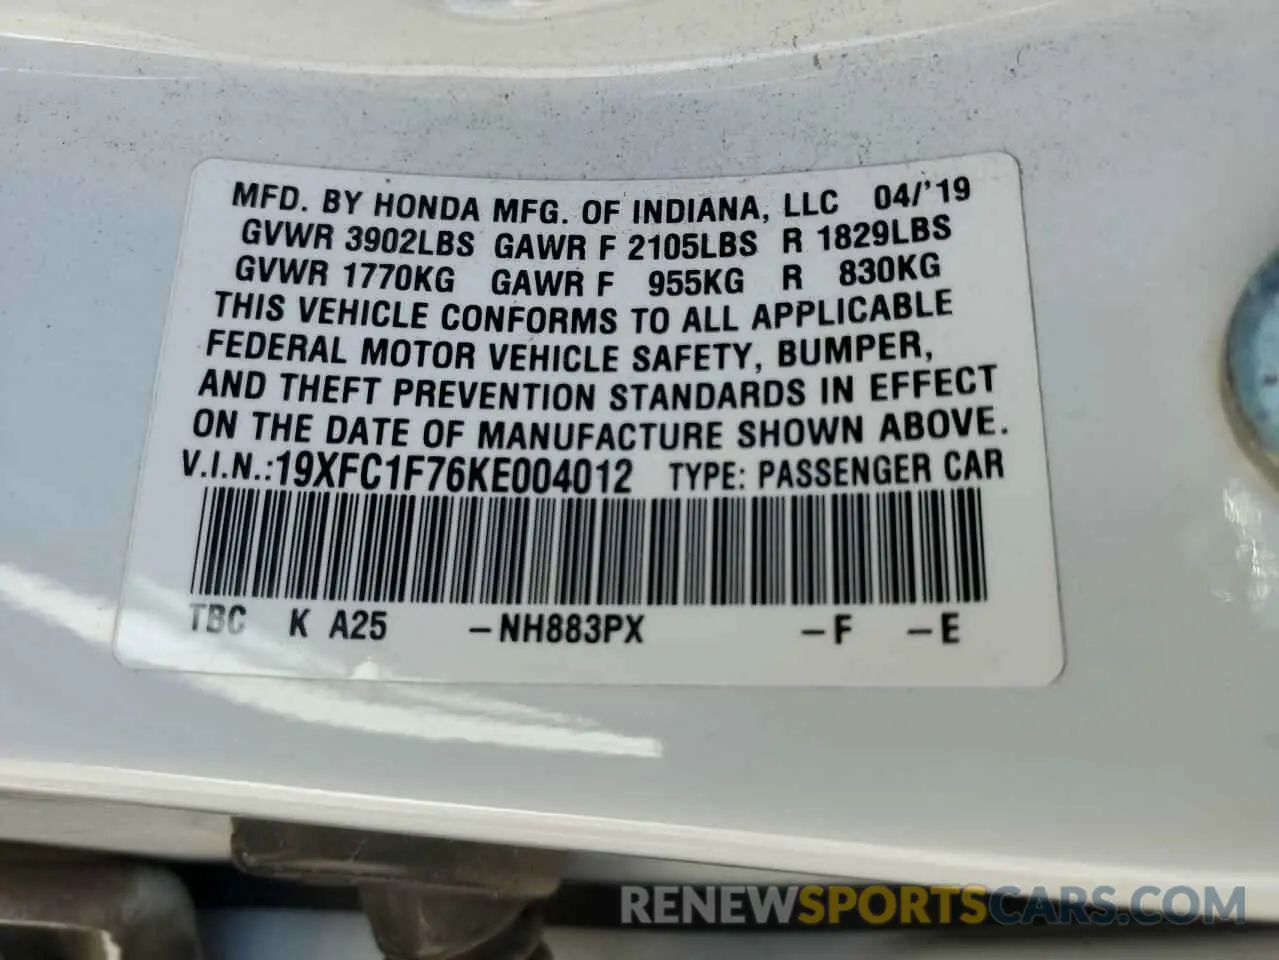 MFD. BY HONDA MFG. OF INDIANA, LLC 04/'19
GVWR 3902LBS GAWR F 2105LBS R 1829LBS
GVWR 1770KG GAWR F 955KG R 830KG
THIS VEHICLE CONFORMS TO ALL APPLICABLE
FEDERAL MOTOR VEHICLE SAFETY, BUMPER,
AND THEFT PREVENTION STANDARDS IN EFFECT
ON THE DATE OF MANUFACTURE SHOWN ABOVE.
V.I.N.:19XFC1F76KE004012 TYPE: PASSENGER CAR
TBC K A25 -NH883PX -F -E
RENEWSPORTSCARS.COM